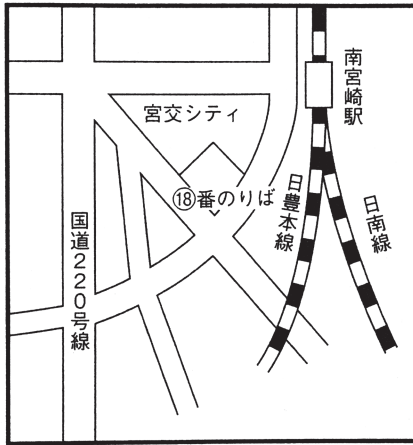 南宮崎駅
宮交シティ
⑱番のりば
日豊本線
日南線
国道220号線